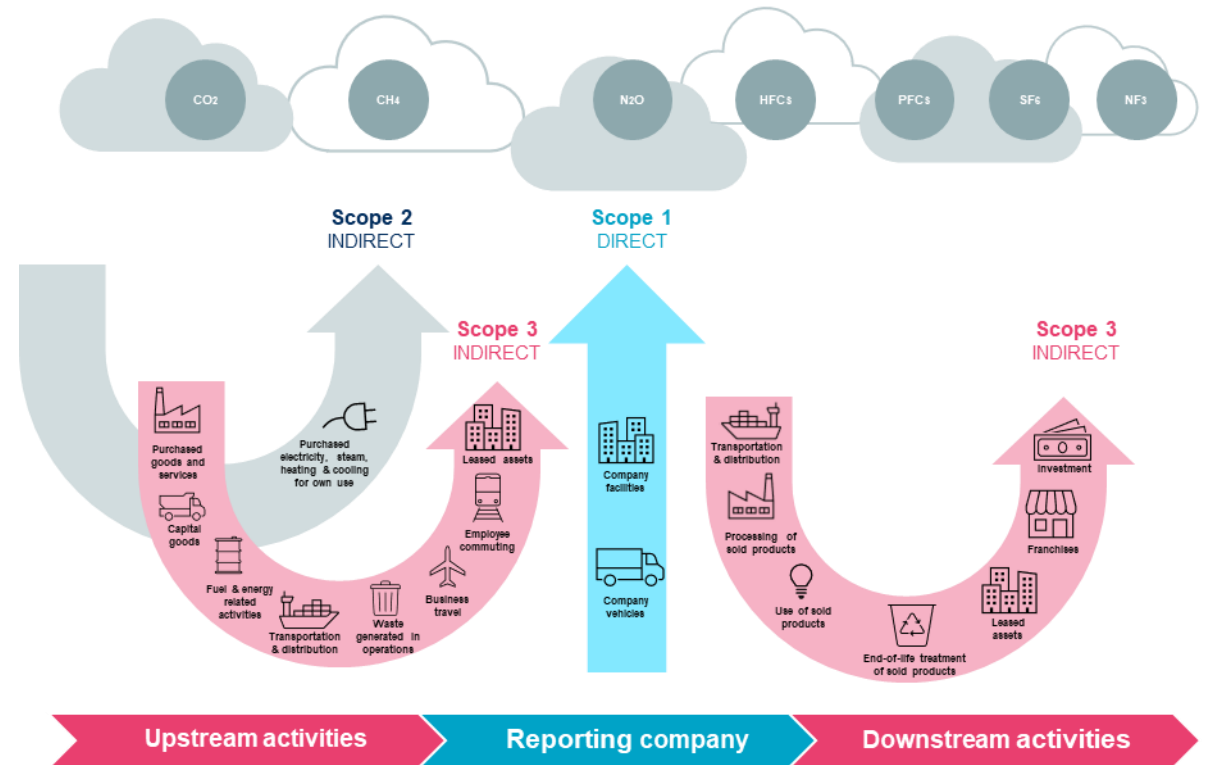 CO2
CH4
N2O
HFCS
PFCS
SF6
NF3
Scope 2
INDIRECT
Scope 1
DIRECT
Scope 3
INDIRECT
Scope 3
INDIRECT
Purchased
goods and
services
Capital
goods
Fuel & energy
related
activities
Transportation
& distribution
Waste
generated in
operations
Business
travel
Employee
commuting
Leased assets
Purchased
electricity, steam,
heating & cooling
for own use
Company
facilities
Company
vehicles
Transportation
& distribution
Processing of
sold products
Use of sold
products
End-of-life treatment
of sold products
Leased
assets
Franchises
Investment
Upstream activities
Reporting company
Downstream activities